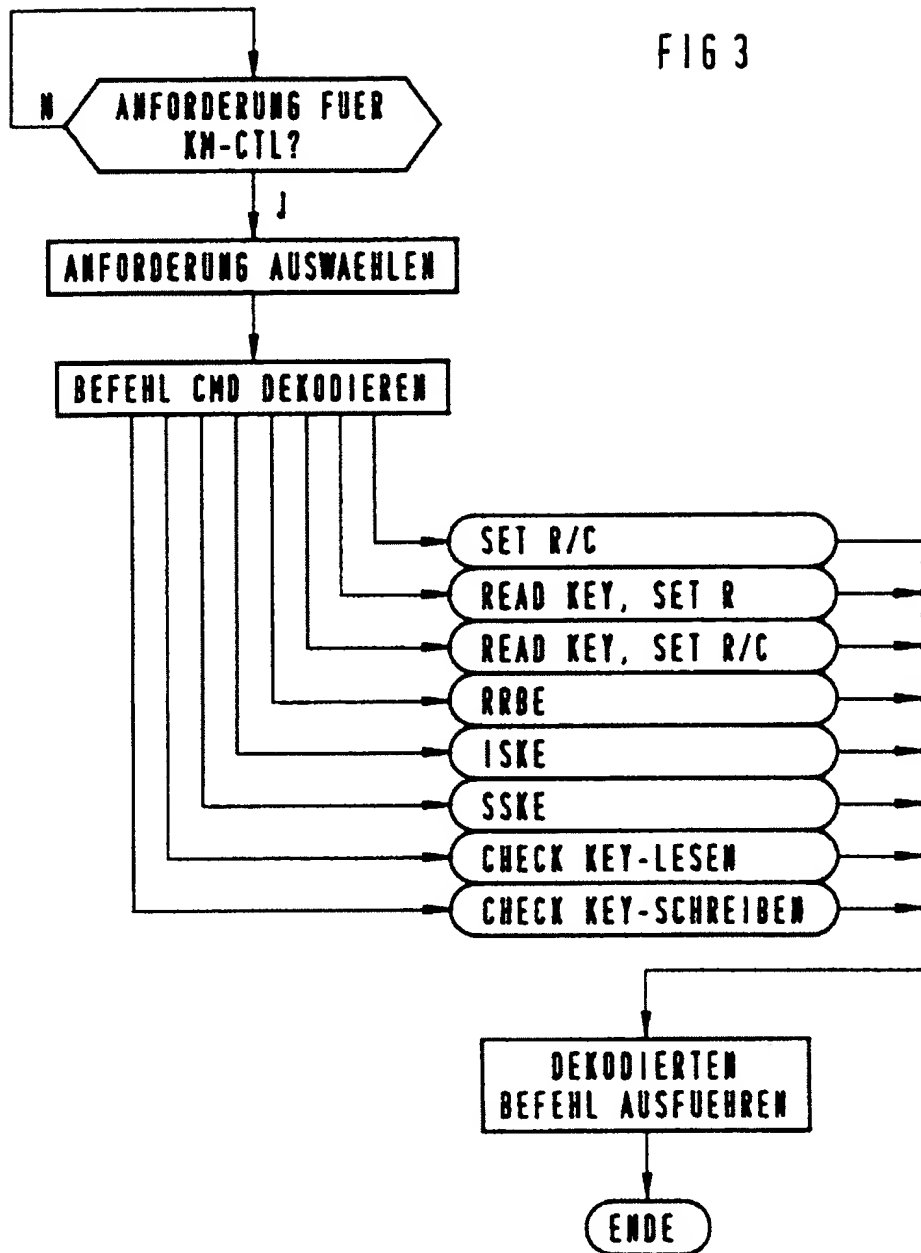 FIG 3
ANFORDERUNG FUER
KM-CTL?
N
J
ANFORDERUNG AUSWAEHLEN
BEFEHL CMD DEKODIEREN
SET R/C
READ KEY, SET R
READ KEY, SET R/C
RRBE
ISKE
SSKE
CHECK KEY-LESEN
CHECK KEY-SCHREIBEN
DEKODIERTEN
BEFEHL AUSFUEHREN
ENDE